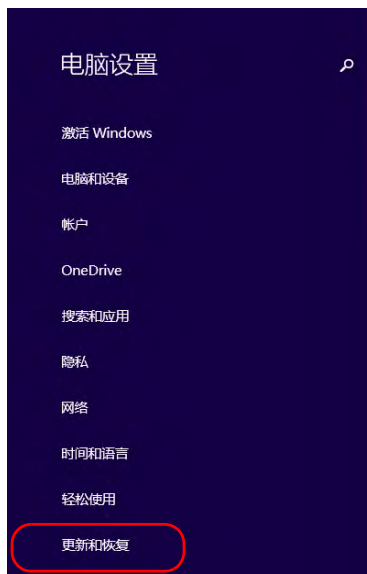 电脑设置
激活 Windows
电脑和设备
帐户
OneDrive
搜索和应用
隐私
网络
时间和语言
轻松使用
更新和恢复